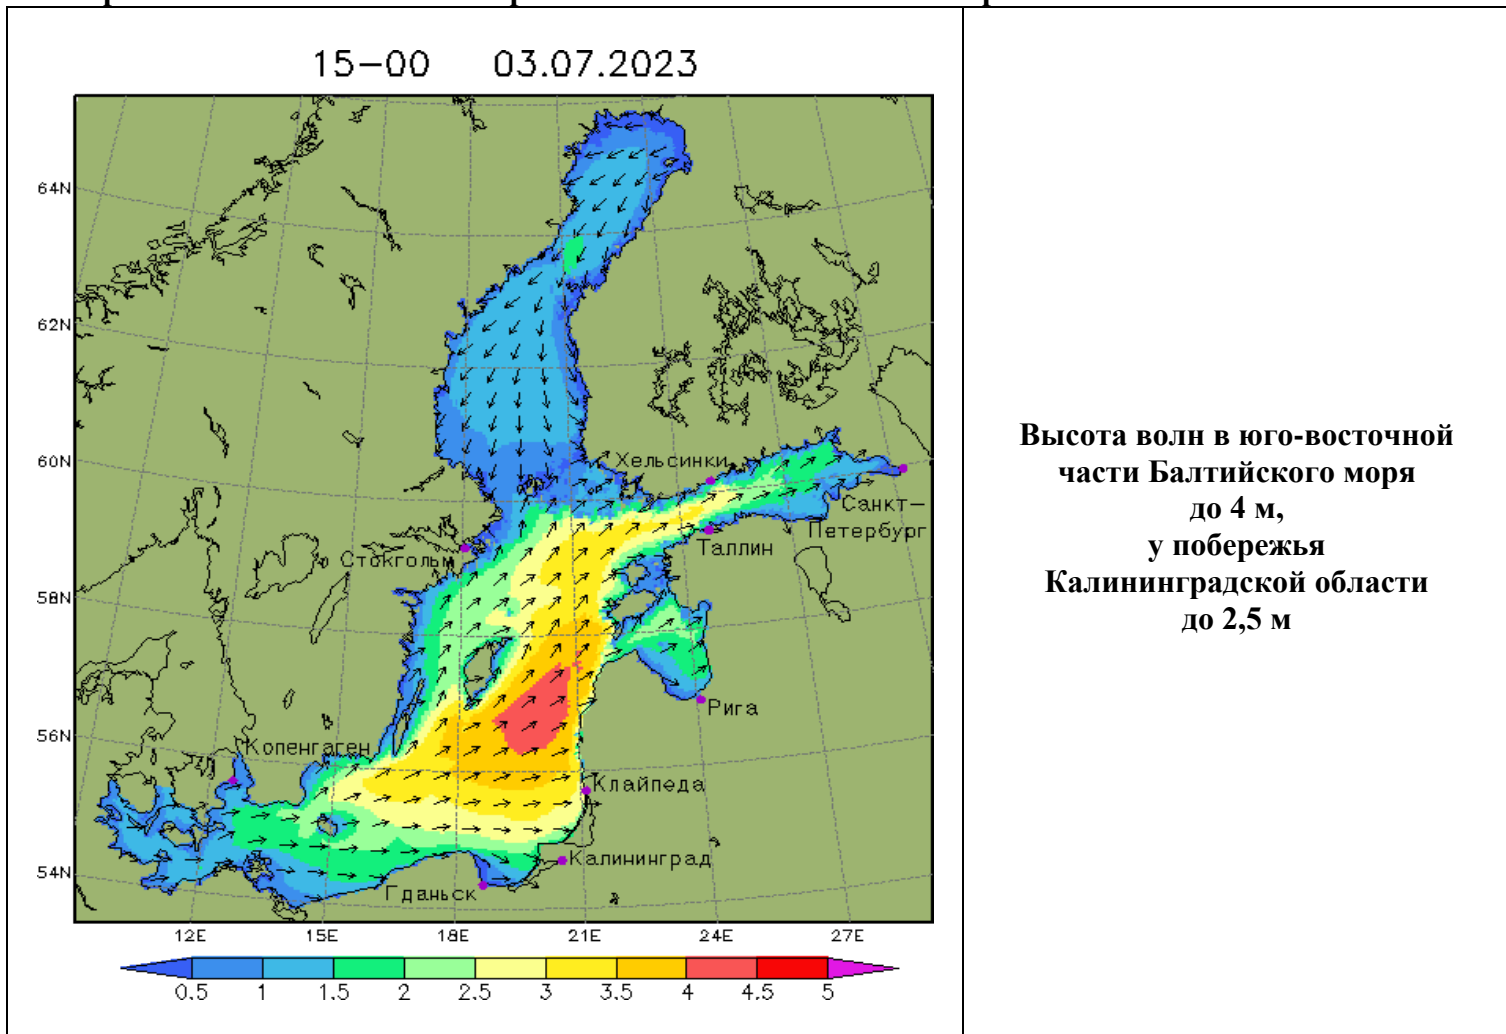 15-00 03.07.2023
64N
62N
60N
58N
56N
54N
Хельсинки
Санкт-
Петербург
Таллин
Стокгольм
Рига
Копенгаген
Клайпеда
Калининград
Гданьск
12E 15E 18E 21E 24E 27E
0.5 1 1.5 2 2.5 3 3.5 4 4.5 5
Высота волн в юго-восточной
части Балтийского моря
до 4 м,
у побережья
Калининградской области
до 2,5 м